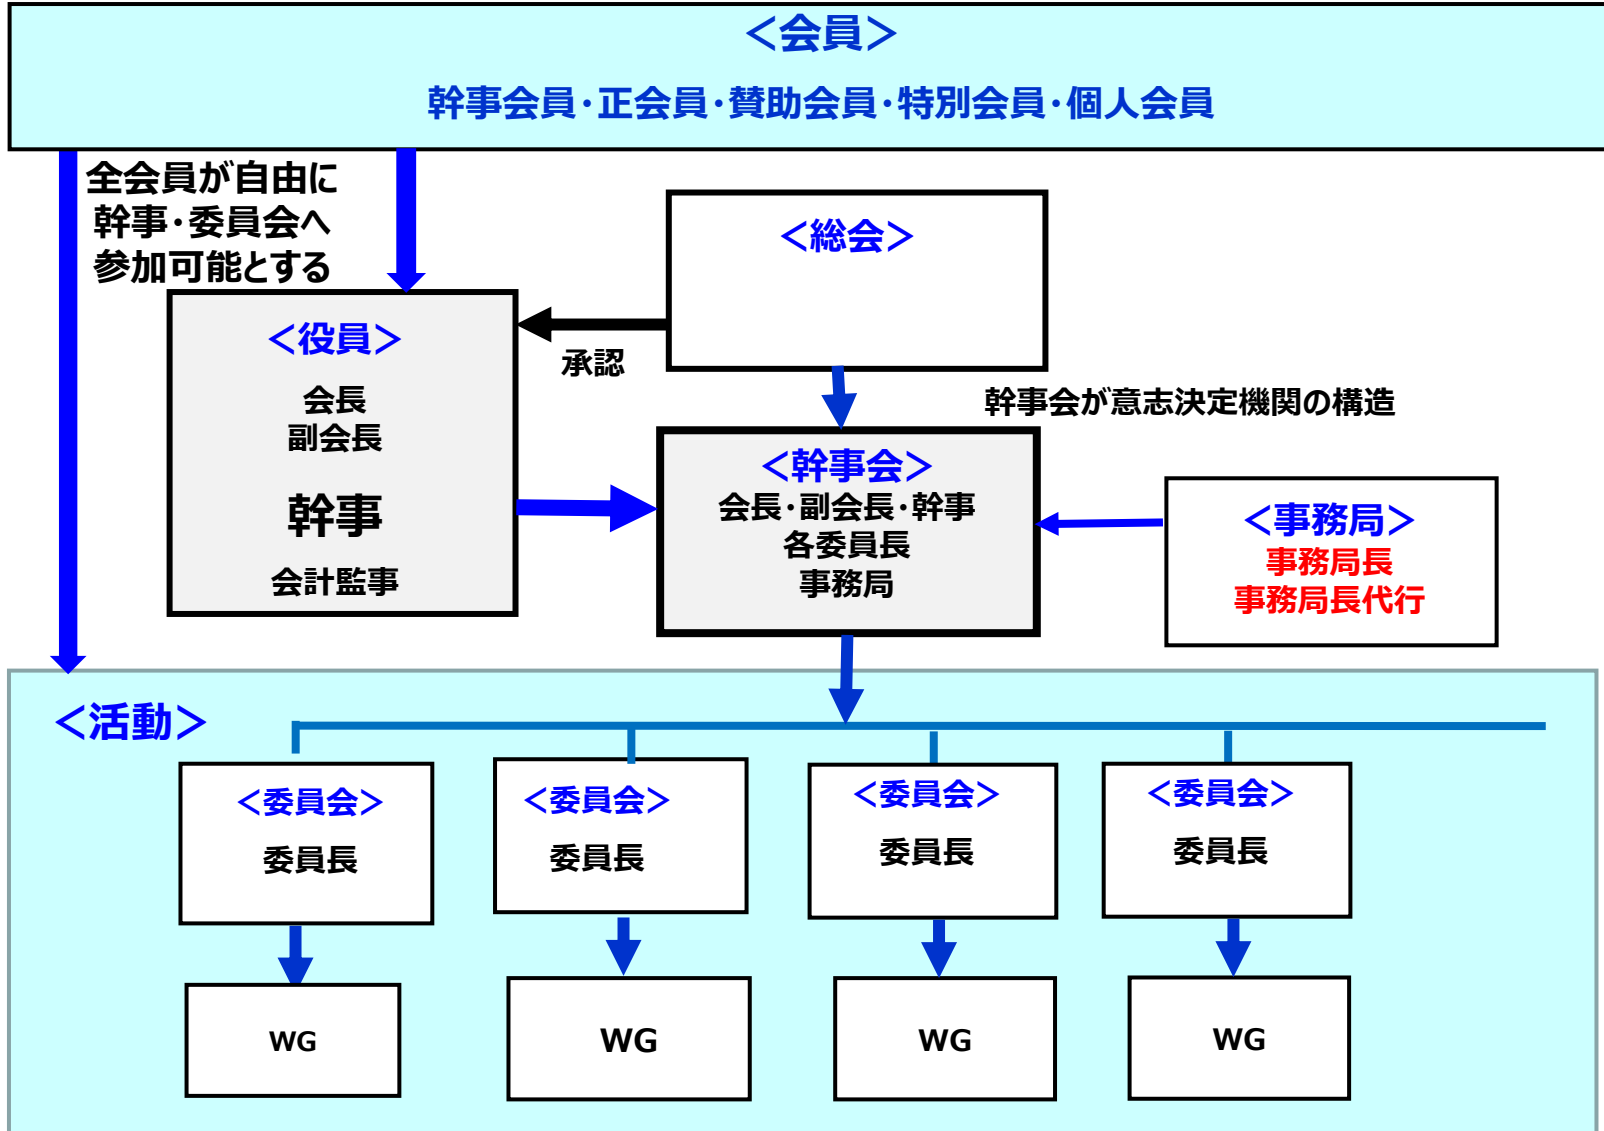 ＜会員＞
幹事会員・正会員・賛助会員・特別会員・個人会員
全会員が自由に
幹事・委員会へ
参加可能とする
＜総会＞
＜役員＞
会長
副会長
幹事
会計監事
承認
幹事会が意志決定機関の構造
＜幹事会＞
会長・副会長・幹事
各委員長
事務局
＜事務局＞
事務局長
事務局長代行
＜活動＞
＜委員会＞
委員長
＜委員会＞
委員長
＜委員会＞
委員長
＜委員会＞
委員長
WG
WG
WG
WG